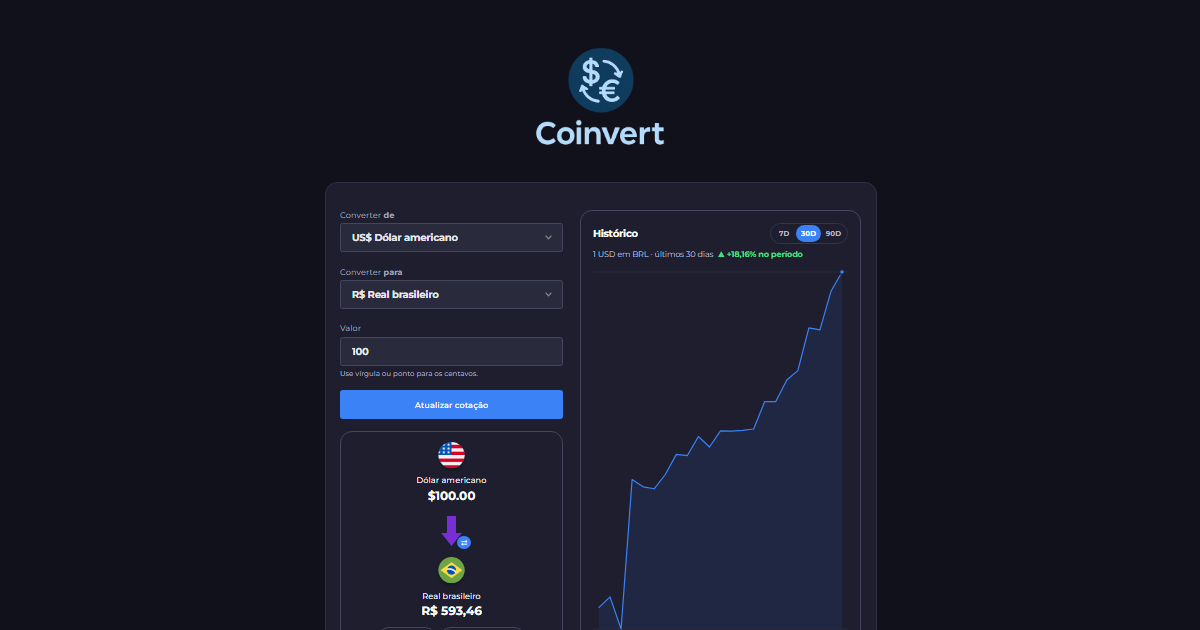 $
€
Coinvert
Converter de
US$ Dólar americano
Converter para
R$ Real brasileiro
Valor
100
Use vírgula ou ponto para os centavos.
Atualizar cotação
Dólar americano
$100.00
Real brasileiro
R$ 593,46
Histórico
7D 30D 90D
1 USD em BRL · últimos 30 dias ▲ +18,16% no período